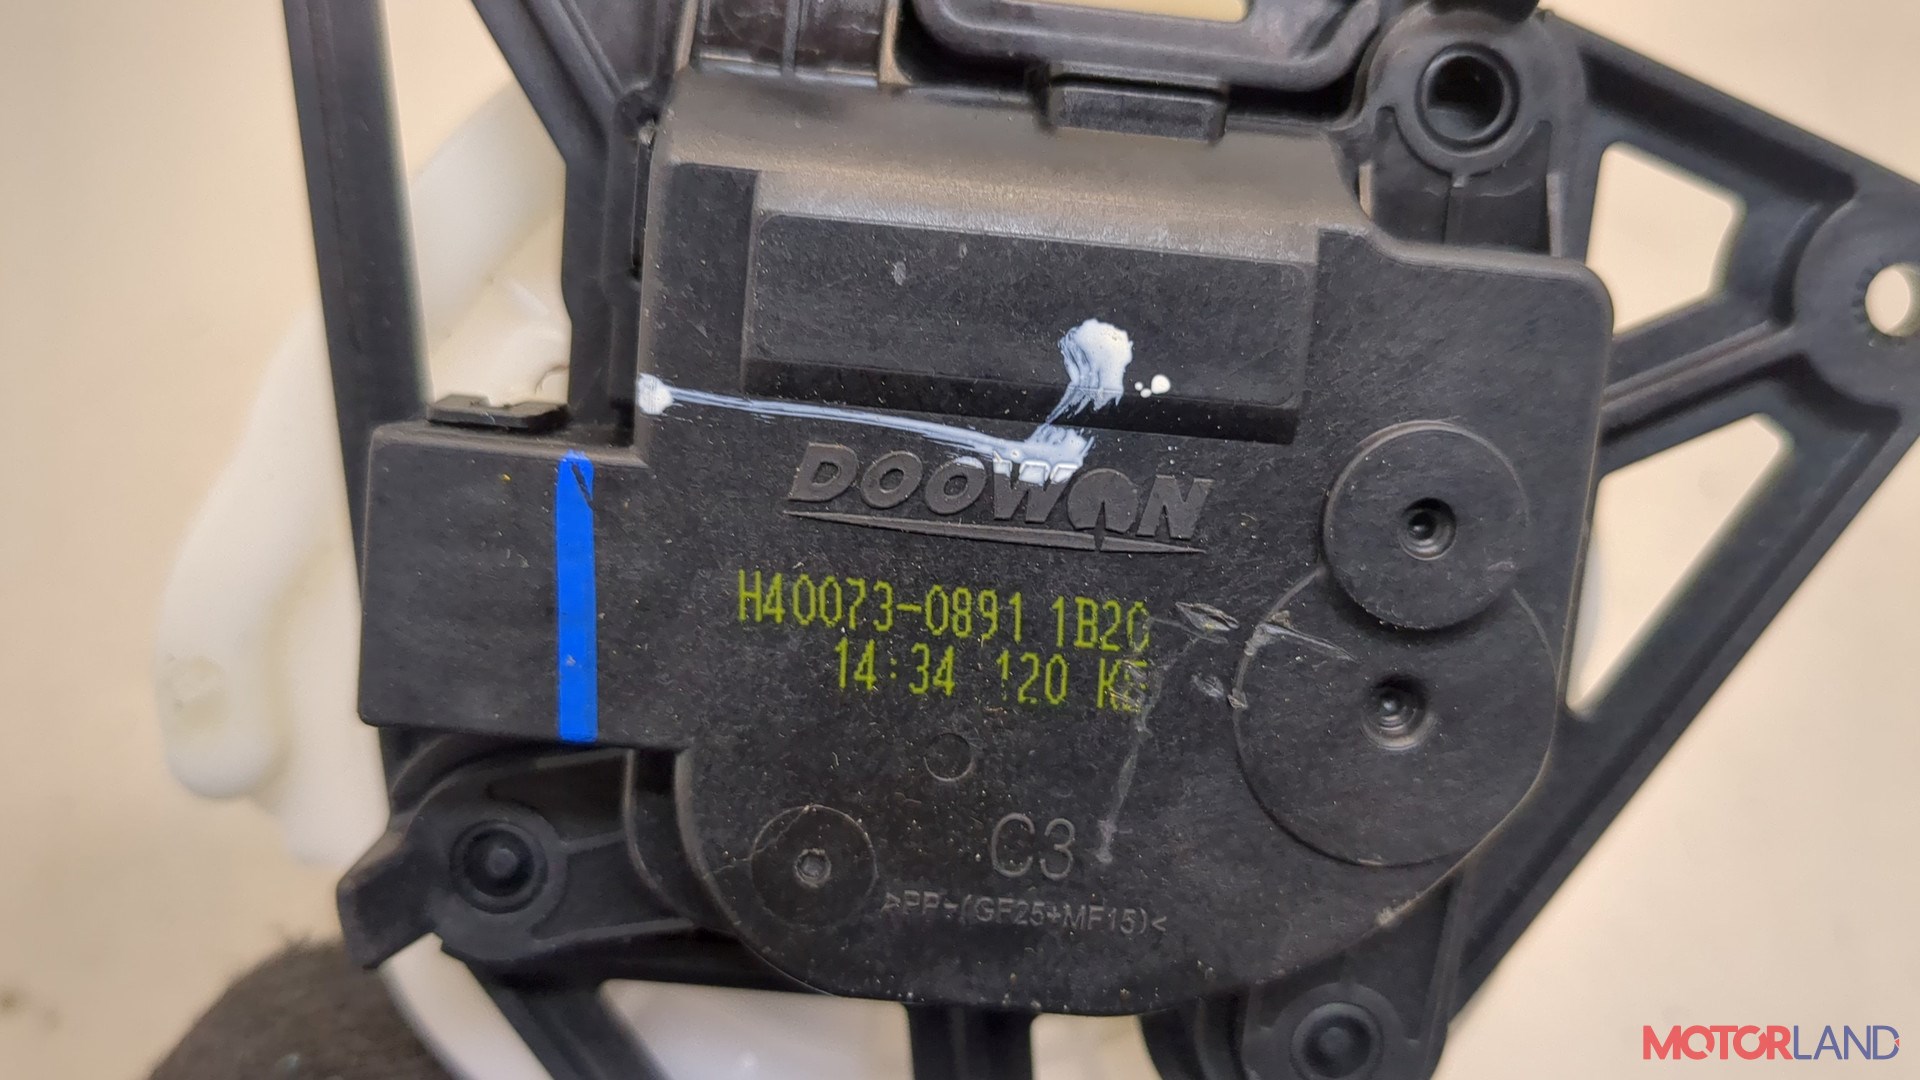 DOOWON
H40073-0891 1B20
14:34 120
C3
>PP-(GF25+MF15)<
MOTORLAND